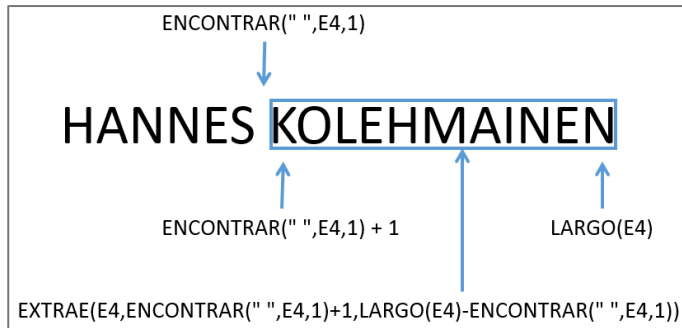 ENCONTRAR(" ",E4,1)
HANNES KOLEHMAINEN
ENCONTRAR(" ",E4,1) + 1
LARGO(E4)
EXTRAE(E4,ENCONTRAR(" ",E4,1)+1,LARGO(E4)-ENCONTRAR(" ",E4,1))